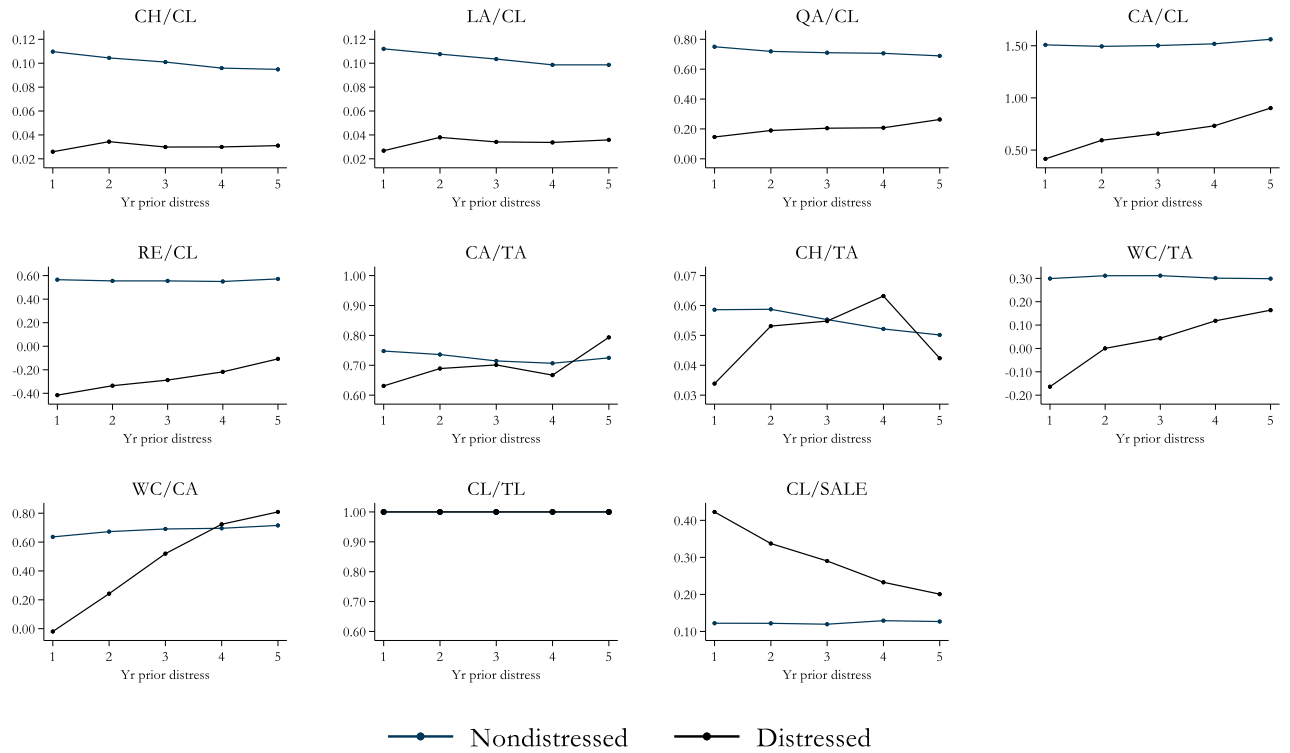 CH/CL
0.12
0.10
0.08
0.06
0.04
0.02
1 2 3 4 5
Yr prior distress
LA/CL
0.12
0.10
0.08
0.06
0.04
0.02
1 2 3 4 5
Yr prior distress
QA/CL
0.80
0.60
0.40
0.20
0.00
1 2 3 4 5
Yr prior distress
CA/CL
1.50
1.00
0.50
1 2 3 4 5
Yr prior distress
RE/CL
0.60
0.40
0.20
0.00
-0.20
-0.40
1 2 3 4 5
Yr prior distress
CA/TA
1.00
0.90
0.80
0.70
0.60
1 2 3 4 5
Yr prior distress
CH/TA
0.07
0.06
0.05
0.04
0.03
1 2 3 4 5
Yr prior distress
WC/TA
0.30
0.20
0.10
0.00
-0.10
-0.20
1 2 3 4 5
Yr prior distress
WC/CA
0.80
0.60
0.40
0.20
0.00
1 2 3 4 5
Yr prior distress
CL/TL
1.00
0.90
0.80
0.70
0.60
1 2 3 4 5
Yr prior distress
CL/SALE
0.40
0.30
0.20
0.10
1 2 3 4 5
Yr prior distress
Nondistressed Distressed